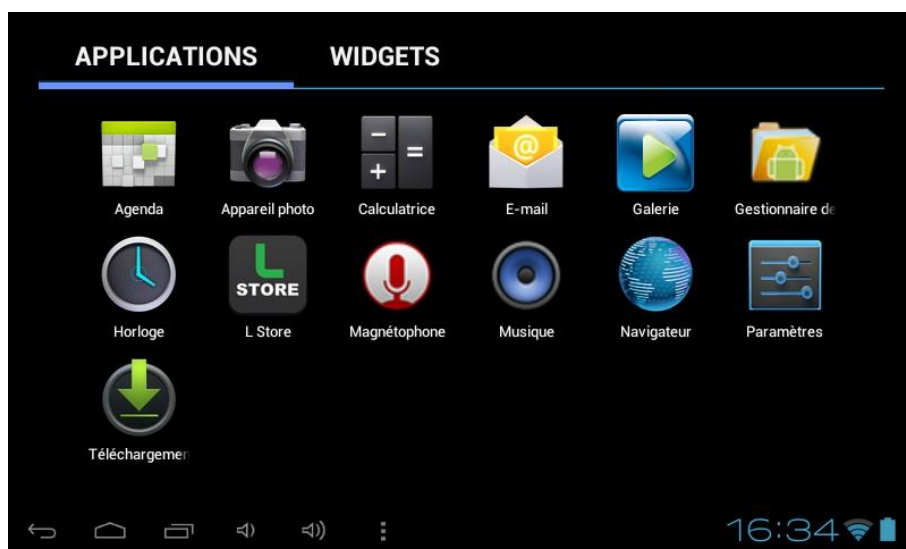 APPLICATIONS WIDGETS
Agenda Appareil photo Calculatrice E-mail Galerie Gestionnaire de
L STORE
Horloge L Store Magnétophone Musique Navigateur Paramètres
Téléchargemen
16:34